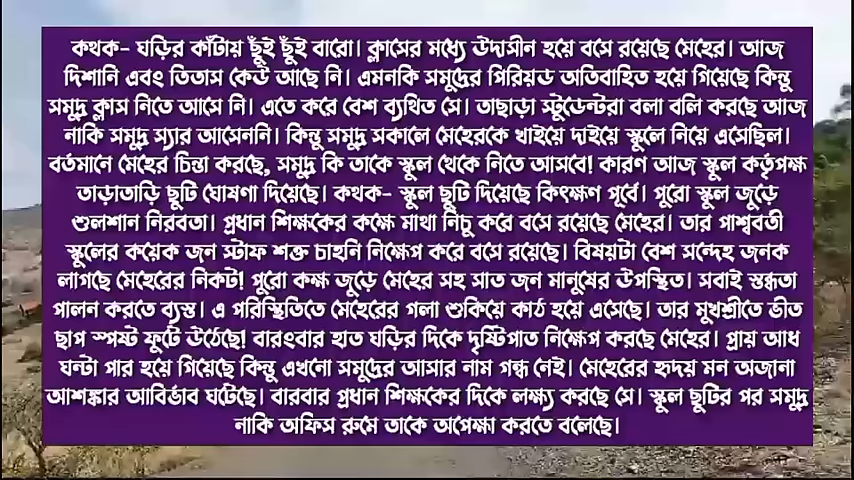 কথক- ঘড়ির কাঁটায় ছুঁই ছুঁই বারো। ক্লাসের মধ্যে উদাসীন হয়ে বসে রয়েছে মেহের। আজ
দিশানি এবং তিতাস কেউ আছে নি। এমনকি সমুদ্রের পিরিয়ড অতিবাহিত হয়ে গিয়েছে কিন্তু
সমুদ্র ক্লাস নিতে আসে নি। এতে করে বেশ ব্যথিত সে। তাছাড়া স্টুডেন্টরা বলা বলি করছে আজ
নাকি সমুদ্র স্যার আসেননি। কিন্তু সমুদ্র সকালে মেহেরকে খাইয়ে দাইয়ে স্কুলে নিয়ে এসেছিল।
বর্তমানে মেহের চিন্তা করছে, সমুদ্র কি তাকে স্কুল থেকে নিতে আসবে! কারণ আজ স্কুল কর্তৃপক্ষ
তাড়াতাড়ি ছুটি ঘোষণা দিয়েছে। কথক- স্কুল ছুটি দিয়েছে কিৎক্ষণ পূর্বে। পুরো স্কুল জুড়ে
শুলশান নিরবতা। প্রধান শিক্ষকের কক্ষে মাথা নিচু করে বসে রয়েছে মেহের। তার পাশ্ববর্তী
স্কুলের কয়েক জন স্টাফ শক্ত চাহনি নিক্ষেপ করে বসে রয়েছে। বিষয়টা বেশ সন্দেহ জনক
লাগছে মেহেরের নিকট! পুরো কক্ষ জুড়ে মেহের সহ সাত জন মানুষের উপস্থিত। সবাই স্তব্ধতা
পালন করতে ব্যস্ত। এ পরিস্থিতিতে মেহেরের গলা শুকিয়ে কাঠ হয়ে এসেছে। তার মুখশ্রীতে ভীত
ছাপ স্পষ্ট ফুটে উঠেছে! বারংবার হাত ঘড়ির দিকে দৃষ্টিপাত নিক্ষেপ করছে মেহের। প্রায় আধ
ঘন্টা পার হয়ে গিয়েছে কিন্তু এখনো সমুদ্রের আসার নাম গন্ধ নেই। মেহেরের হৃদয় মন অজানা
আশঙ্কার আবির্ভাব ঘটেছে। বারবার প্রধান শিক্ষকের দিকে লক্ষ্য করছে সে। স্কুল ছুটির পর সমুদ্র
নাকি অফিস রুমে তাকে অপেক্ষা করতে বলেছে।